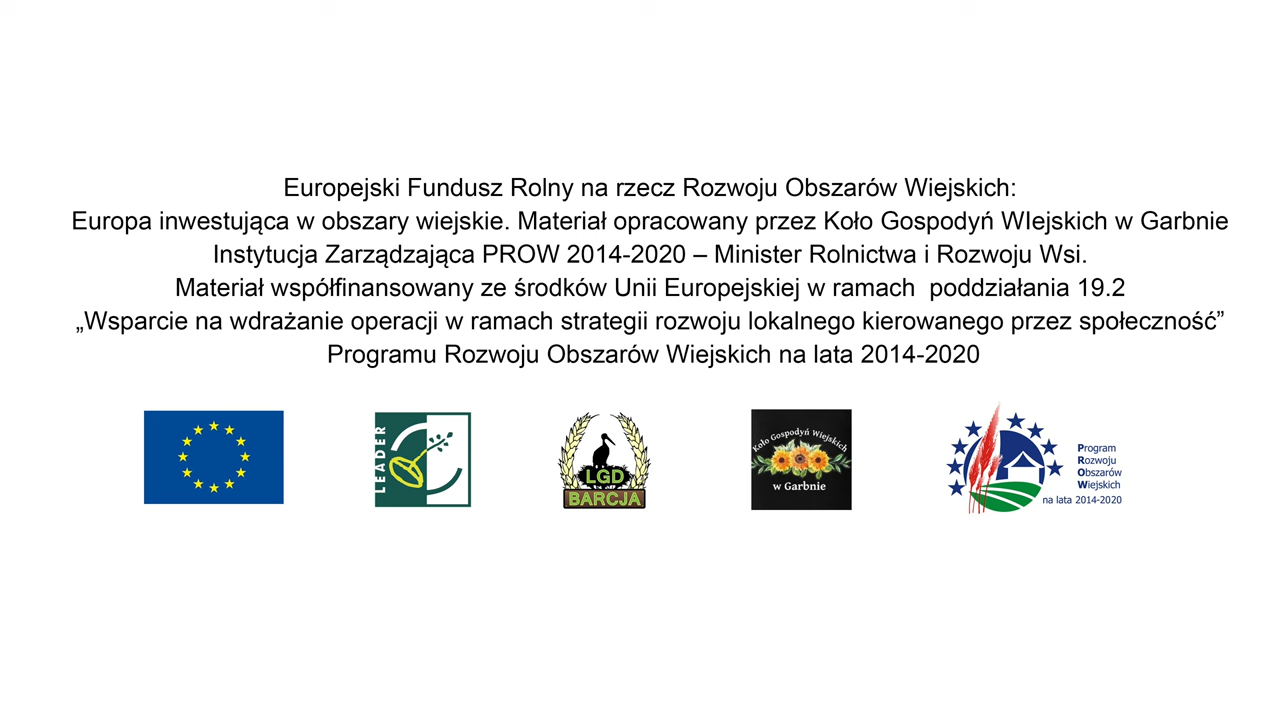 Europejski Fundusz Rolny na rzecz Rozwoju Obszarów Wiejskich:
Europa inwestująca w obszary wiejskie. Materiał opracowany przez Koło Gospodyń WIejskich w Garbnie
Instytucja Zarządzająca PROW 2014-2020 – Minister Rolnictwa i Rozwoju Wsi.
Materiał współfinansowany ze środków Unii Europejskiej w ramach  poddziałania 19.2
„Wsparcie na wdrażanie operacji w ramach strategii rozwoju lokalnego kierowanego przez społeczność”
Programu Rozwoju Obszarów Wiejskich na lata 2014-2020
LEADER
LGD
BARCJA
Koło Gospodyń Wiejskich
w Garbnie
Program
Rozwoju
Obszarów
Wiejskich
na lata 2014-2020